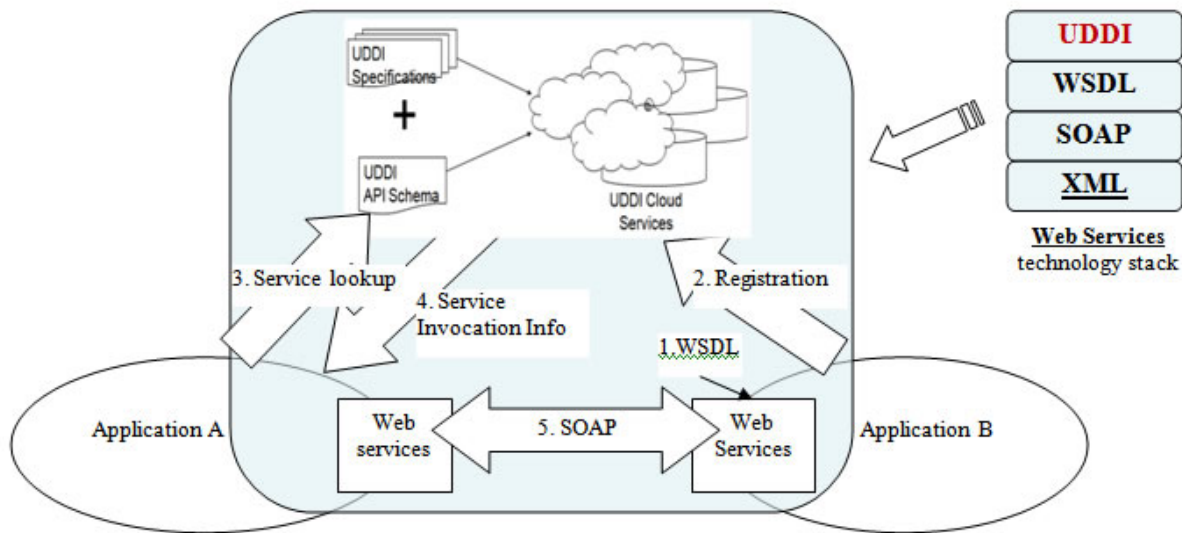 UDDI
Specifications
+
UDDI
API Schema
UDDI Cloud
Services
3. Service lookup
4. Service
Invocation Info
2. Registration
1.WSDL
Application A
Web
services
5. SOAP
Web
Services
Application B
UDDI
WSDL
SOAP
XML
Web Services
technology stack